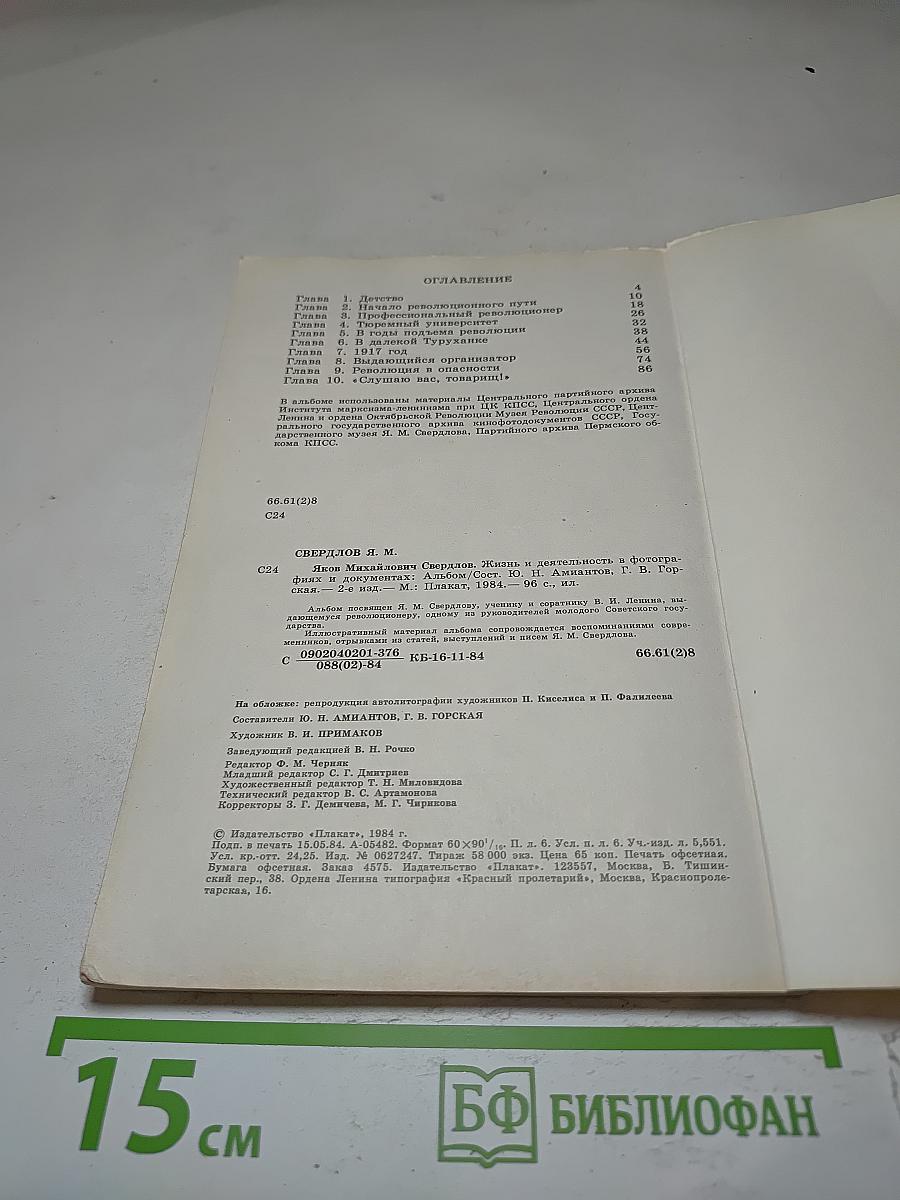 ОГЛАВЛЕНИЕ
Глава 1. Детство 4
Глава 2. Начало революционного пути 10
Глава 3. Профессиональный революционер 18
Глава 4. Тюремный университет 26
Глава 5. В годы подъема революции 32
Глава 6. В далекой Туруханке 38
Глава 7. 1917 год 44
Глава 8. Выдающийся организатор 56
Глава 9. Революция в опасности 74
Глава 10. «Слушаю вас, товарищ!» 86
В альбоме использованы материалы Центрального партийного архива
Института марксизма-ленинизма при ЦК КПСС, Центрального ордена
Ленина и ордена Октябрьской Революции Музея Революции СССР, Цент-
рального государственного архива кинофотодокументов СССР, Госу-
дарственного музея Я. М. Свердлова, Партийного архива Пермского об-
кома КПСС.
66.61(2)8
С24
СВЕРДЛОВ Я. М.
С24 Яков Михайлович Свердлов. Жизнь и деятельность в фотогра-
фиях и документах: Альбом/Сост. Ю. Н. Амиантов, Г. В. Гор-
ская.— 2-е изд.— М.: Плакат, 1984.— 96 с., ил.
Альбом посвящен Я. М. Свердлову, ученику и соратнику В. И. Ленина, вы-
дающемуся революционеру, одному из руководителей молодого Советского госу-
дарства.
Иллюстративный материал альбома сопровождается воспоминаниями совре-
менников, отрывками из статей, выступлений и писем Я. М. Свердлова.
С 0902040201-376 КБ-16-11-84 66.61(2)8
088(02)-84
На обложке: репродукция автолитографии художников П. Киселиса и П. Фалилеева
Составители Ю. Н. АМИАНТОВ, Г. В. ГОРСКАЯ
Художник В. И. ПРИМАКОВ
Заведующий редакцией В. Н. Рочко
Редактор Ф. М. Черняк
Младший редактор С. Г. Дмитриев
Художественный редактор Т. Н. Миловидова
Технический редактор В. С. Артамонова
Корректоры З. Г. Демичева, М. Г. Чирикова
© Издательство «Плакат», 1984 г.
Подп. в печать 15.05.84. А-05482. Формат 60×90¹/₁₆. П. л. 6. Усл. п. л. 6. Уч.-изд. л. 5,551.
Усл. кр.-отт. 24,25. Изд. № 0627247. Тираж 58 000 экз. Цена 65 коп. Печать офсетная.
Бумага офсетная. Заказ 4575. Издательство «Плакат». 123557, Москва, Б. Тишин-
ский пер., 38. Ордена Ленина типография «Красный пролетарий», Москва, Краснопроле-
тарская, 16.
15 см
БФ БИБЛИОФАН